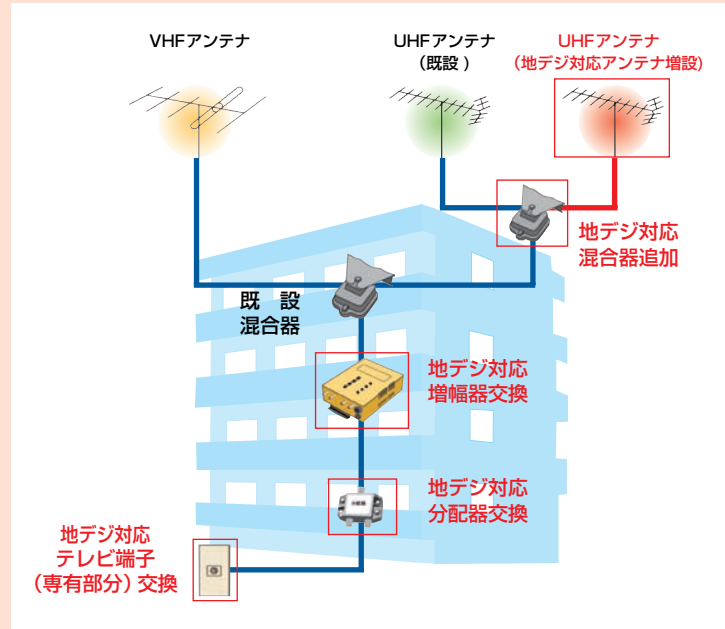 VHFアンテナ
UHFアンテナ
（既設 )
UHFアンテナ
（地デジ対応アンテナ増設)
地デジ対応
混合器追加
既　設
混合器
地デジ対応
増幅器交換
地デジ対応
分配器交換
地デジ対応
テレビ端子
（専有部分）交換